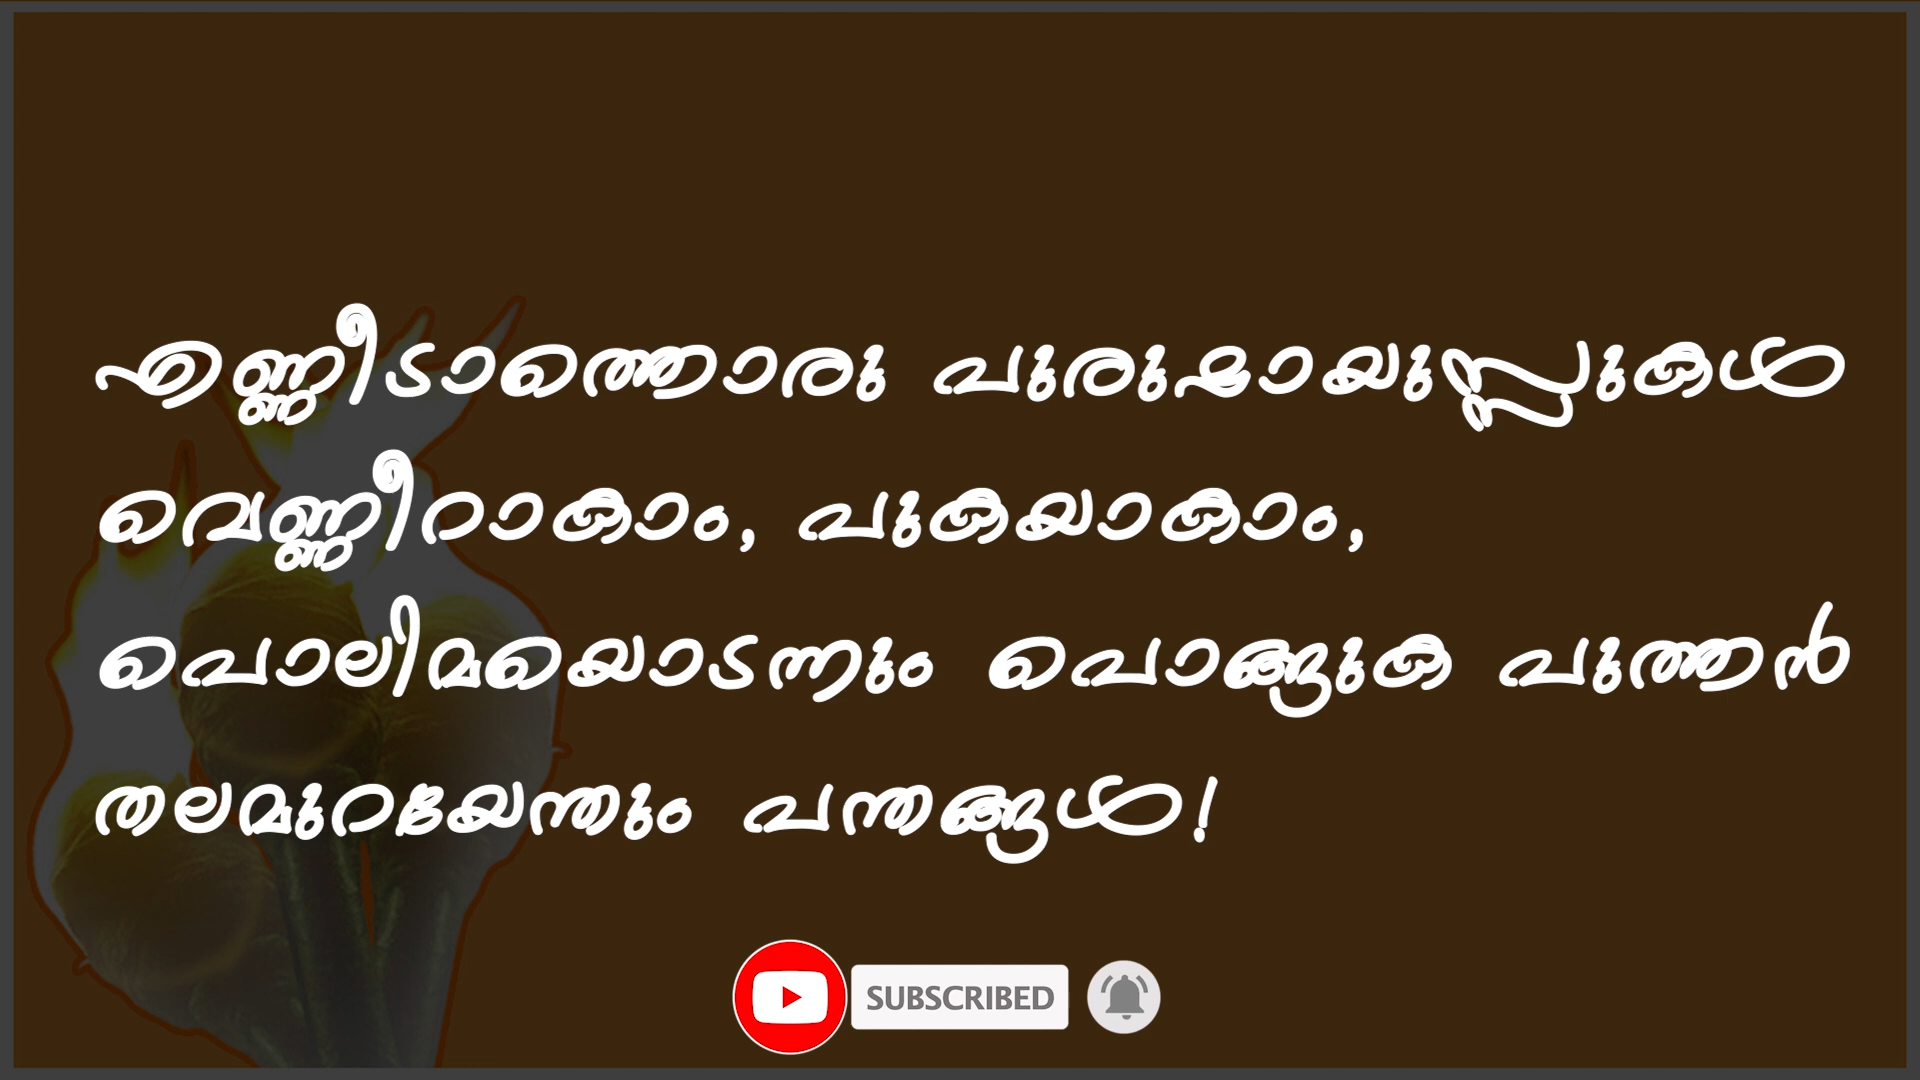 എണ്ണീടാത്തൊരു പുരുഷായുസ്സുകൾ
വെണ്ണീറാകാം, പുകയാകാം,
പൊലിമയൊടന്നും പൊങ്ങുക പുത്തൻ
തലമുറയേന്തും പന്തങ്ങൾ!
SUBSCRIBED